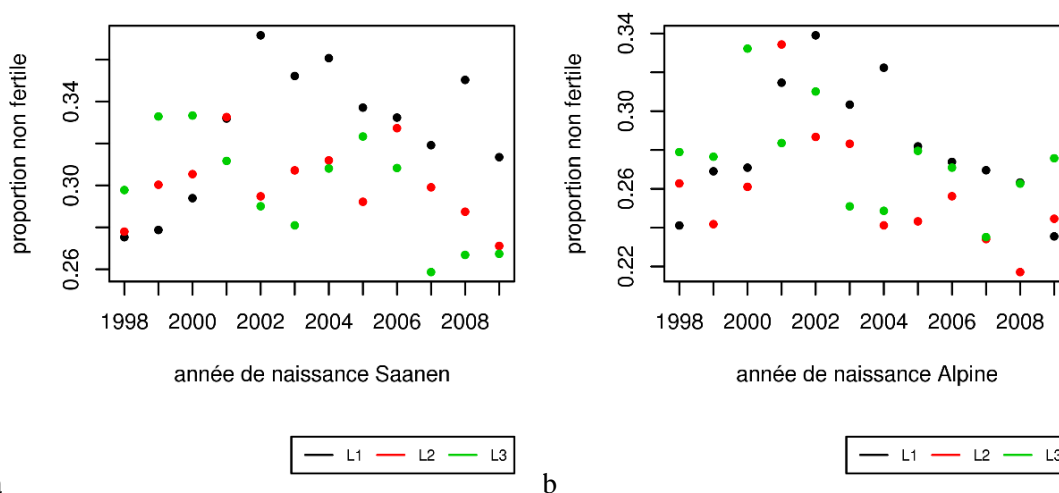 proportion non fertile
0.34
0.30
0.26
1998 2000 2002 2004 2006 2008
année de naissance Saanen
L1 L2 L3
proportion non fertile
0.34
0.30
0.26
0.22
1998 2000 2002 2004 2006 2008
année de naissance Alpine
b
L1 L2 L3